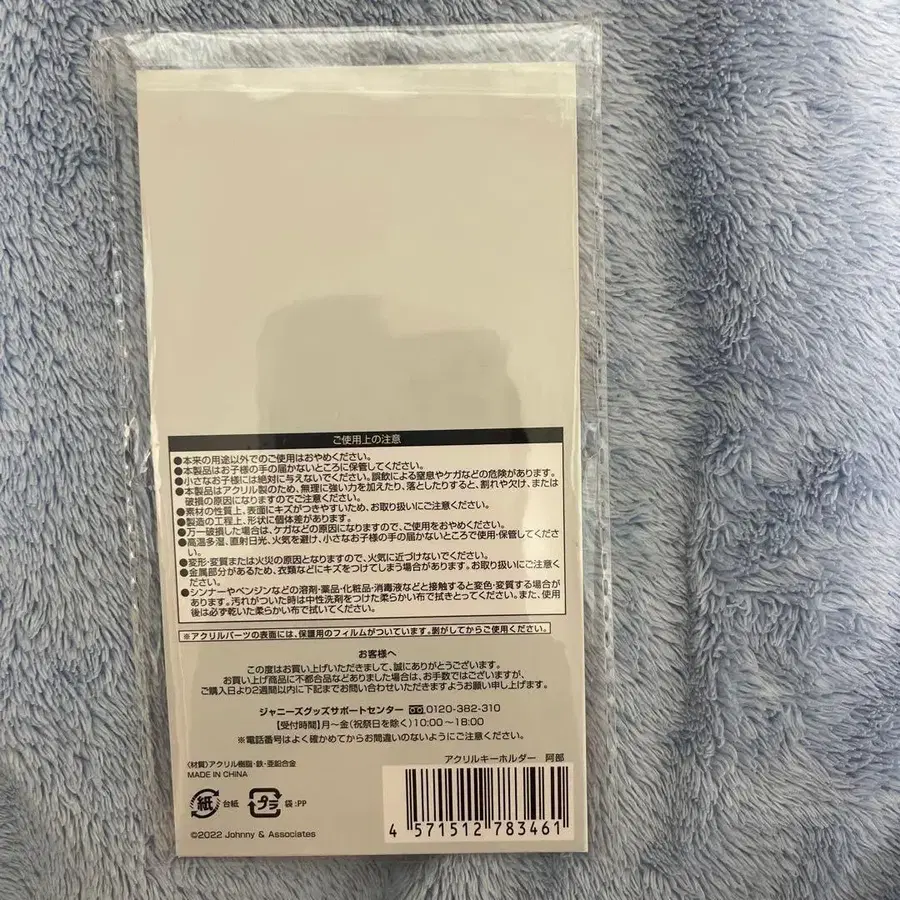 ご使用上の注意
●本来の用途以外でのご使用はおやめください。
●本製品はお子様の手の届かないところに保管してください。
●小さなお子様には絶対に与えないでください。誤飲による窒息やケガなどの危険があります。
●本製品はアクリル製のため、無理に強い力を加えたり、落としたりすると、割れや欠け、または
破損の原因になりますのでご注意ください。
●素材の性質上、表面にキズがつきやすいため、お取り扱いにご注意ください。
●製造の工程上、形状に個体差があります。
●万一破損した場合は、ケガなどの原因になりますので、ご使用をおやめください。
●高温多湿、直射日光、火気を避け、小さなお子様の手の届かないところで使用・保管してくだ
さい。
●変形・変質または火災の原因となりますので、火気に近づけないでください。
●金属部分があるため、衣類などにキズをつけてしまう場合があります。お取り扱いにご注意く
ださい。
●シンナーやベンジンなどの溶剤・薬品・化粧品・消毒液などと接触すると変色・変質する場合が
あります。汚れがついた時は中性洗剤をつけた柔らかい布で拭きとってください。また、使用
後は必ず乾いた柔らかい布で拭いてください。
※アクリルパーツの表面には、保護用のフィルムがついています。剥がしてからご使用ください。
お客様へ
この度はお買い上げいただきまして、誠にありがとうございます。
お買い上げ商品に不都合品などありました場合は、お手数ではございますが、
ご購入日より2週間以内に下記までお問い合わせいただきますようお願い申し上げます。
ジャニーズグッズサポートセンター 0120-382-310
【受付時間】月～金(祝祭日を除く)10:00～18:00
※電話番号はよく確かめてからお間違いのないようにご注意ください。
アクリルキーホルダー 阿部
〈材質〉アクリル樹脂・鉄・亜鉛合金
MADE IN CHINA
紙 台紙 プラ 袋:PP
©2022 Johnny & Associates
4 571512 783461